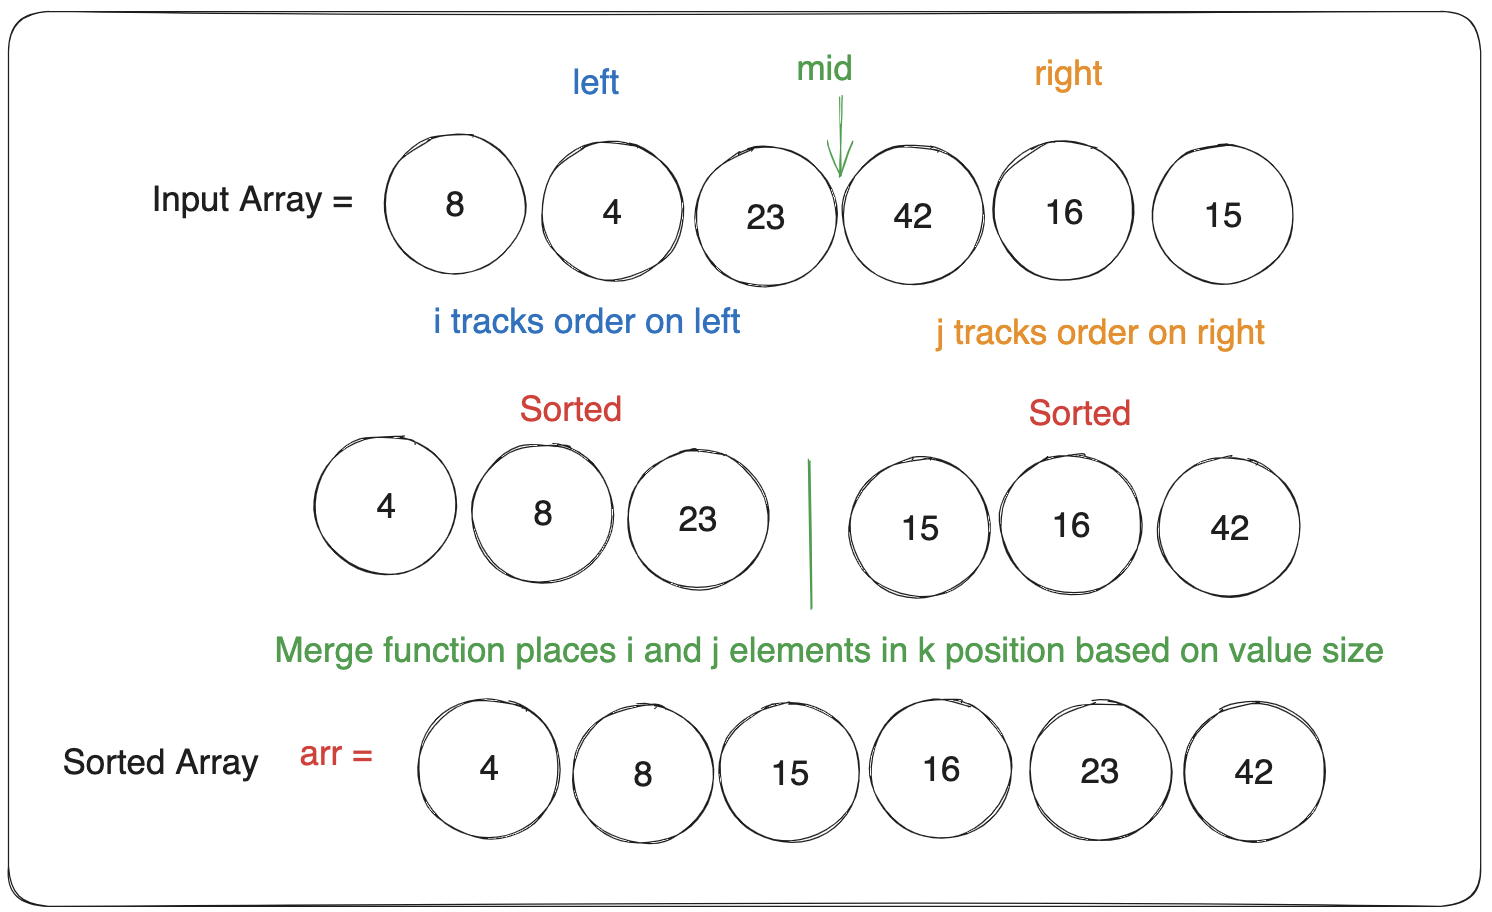 left mid right
Input Array = 8 4 23 42 16 15
i tracks order on left j tracks order on right
Sorted Sorted
4 8 23 15 16 42
Merge function places i and j elements in k position based on value size
Sorted Array arr = 4 8 15 16 23 42